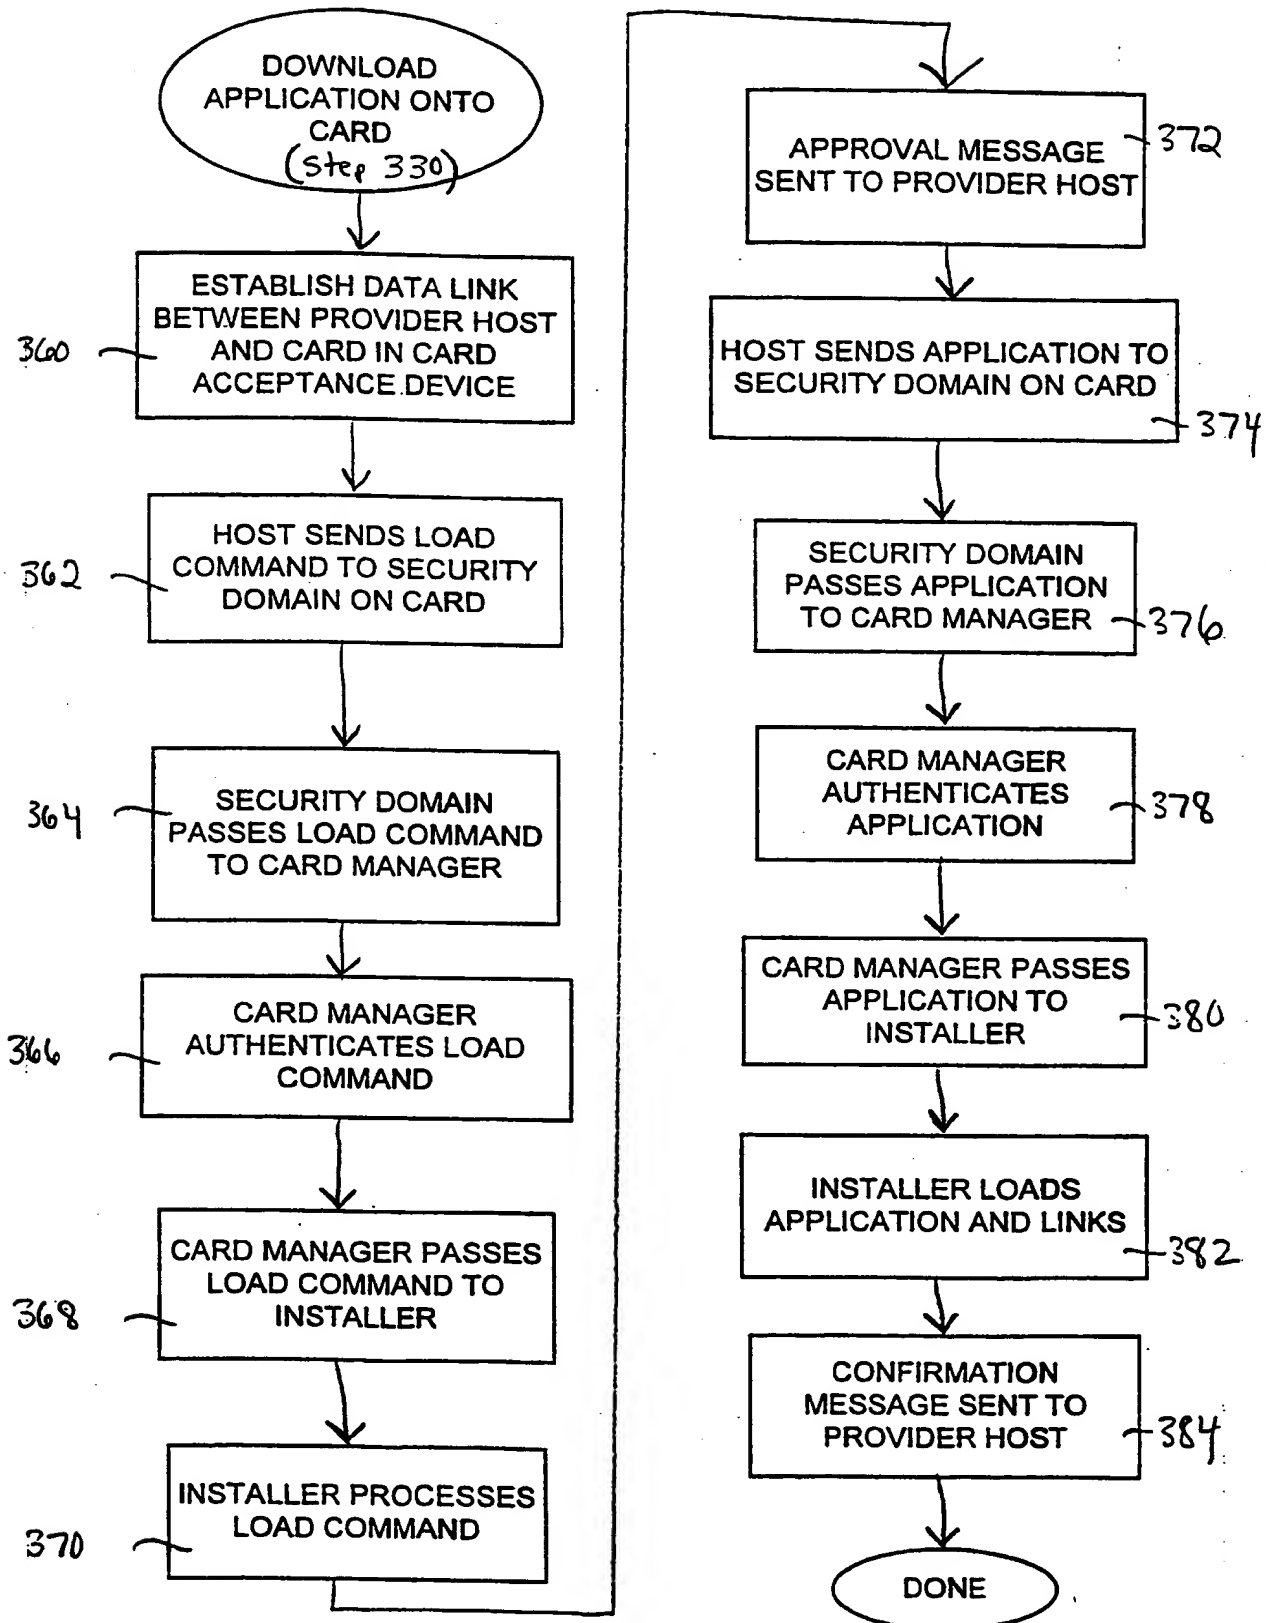 DOWNLOAD
APPLICATION ONTO
CARD
(Step 330)
360
ESTABLISH DATA LINK
BETWEEN PROVIDER HOST
AND CARD IN CARD
ACCEPTANCE DEVICE
362
HOST SENDS LOAD
COMMAND TO SECURITY
DOMAIN ON CARD
364
SECURITY DOMAIN
PASSES LOAD COMMAND
TO CARD MANAGER
366
CARD MANAGER
AUTHENTICATES LOAD
COMMAND
368
CARD MANAGER PASSES
LOAD COMMAND TO
INSTALLER
370
INSTALLER PROCESSES
LOAD COMMAND
372
APPROVAL MESSAGE
SENT TO PROVIDER HOST
HOST SENDS APPLICATION TO
SECURITY DOMAIN ON CARD
374
SECURITY DOMAIN
PASSES APPLICATION
TO CARD MANAGER
376
CARD MANAGER
AUTHENTICATES
APPLICATION
378
CARD MANAGER PASSES
APPLICATION TO
INSTALLER
380
INSTALLER LOADS
APPLICATION AND LINKS
382
CONFIRMATION
MESSAGE SENT TO
PROVIDER HOST
384
DONE